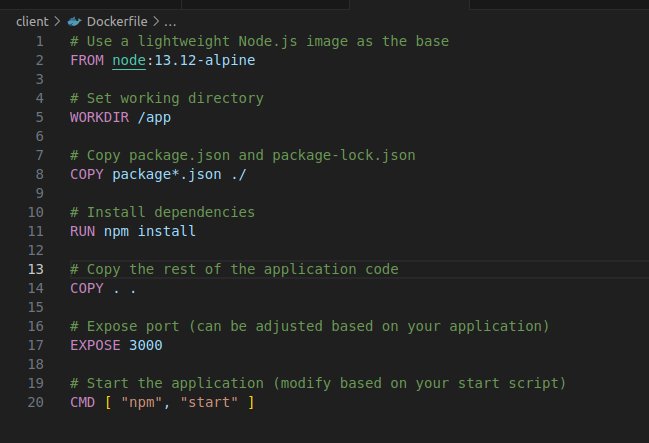 client > Dockerfile > ...
1 # Use a lightweight Node.js image as the base
2 FROM node:13.12-alpine
3
4 # Set working directory
5 WORKDIR /app
6
7 # Copy package.json and package-lock.json
8 COPY package*.json ./
9
10 # Install dependencies
11 RUN npm install
12
13 # Copy the rest of the application code
14 COPY . .
15
16 # Expose port (can be adjusted based on your application)
17 EXPOSE 3000
18
19 # Start the application (modify based on your start script)
20 CMD [ "npm", "start" ]